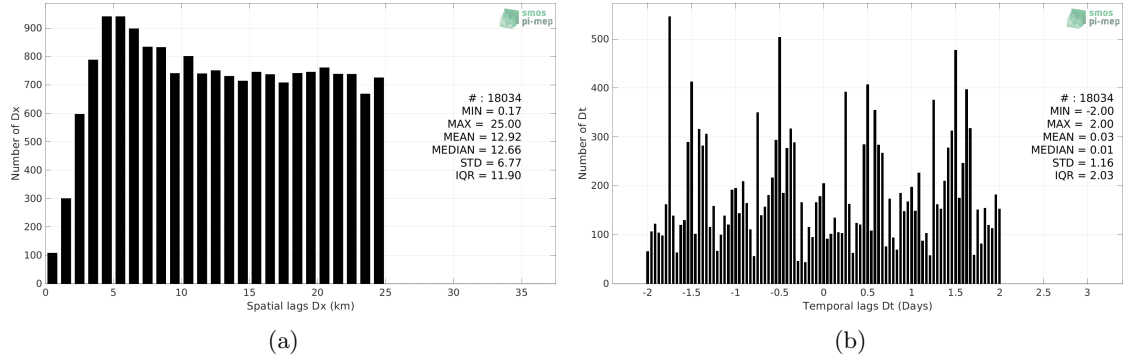 smos
pi-mep
900
800
700
600
500
400
300
200
100
0
Number of Dx
# : 18034
MIN = 0.17
MAX = 25.00
MEAN = 12.92
MEDIAN = 12.66
STD = 6.77
IQR = 11.90
0 5 10 15 20 25 30 35
Spatial lags Dx (km)
(a)
smos
pi-mep
500
400
300
200
100
0
Number of Dt
# : 18034
MIN = -2.00
MAX = 2.00
MEAN = 0.03
MEDIAN = 0.01
STD = 1.16
IQR = 2.03
-2 -1.5 -1 -0.5 0 0.5 1 1.5 2 2.5 3
Temporal lags Dt (Days)
(b)